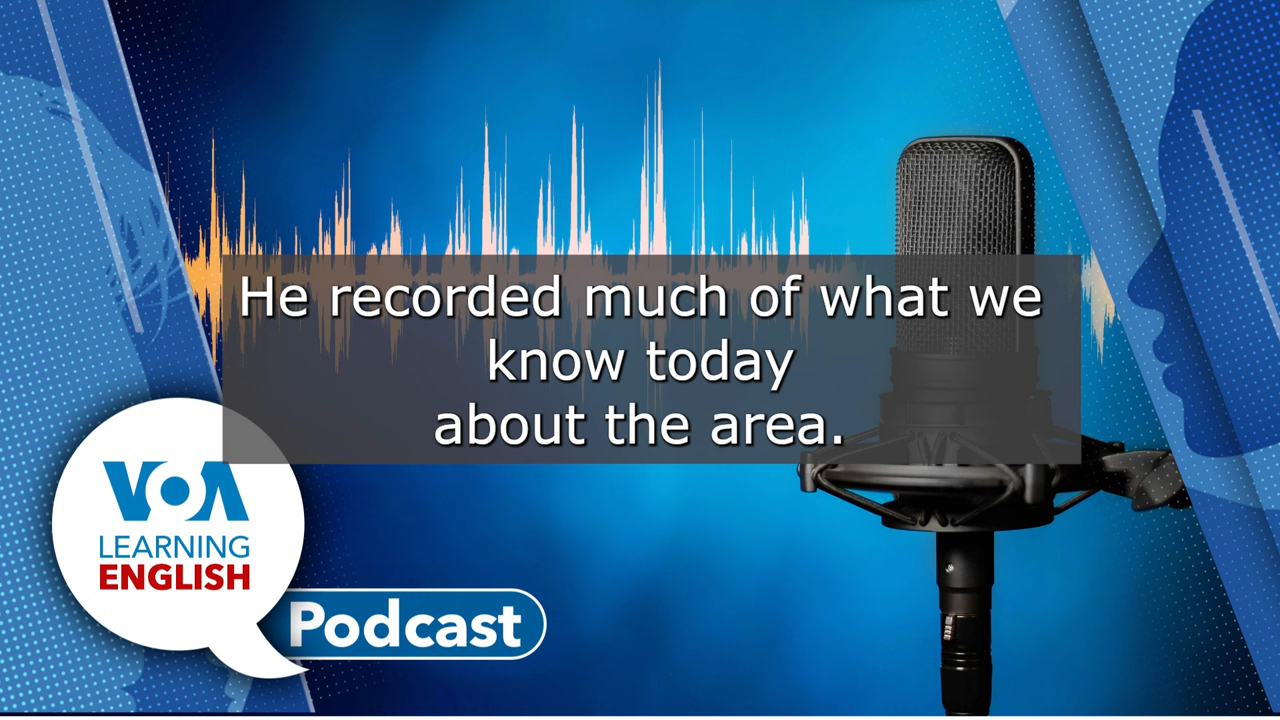 He recorded much of what we
know today
about the area.
VOA
LEARNING
ENGLISH
Podcast